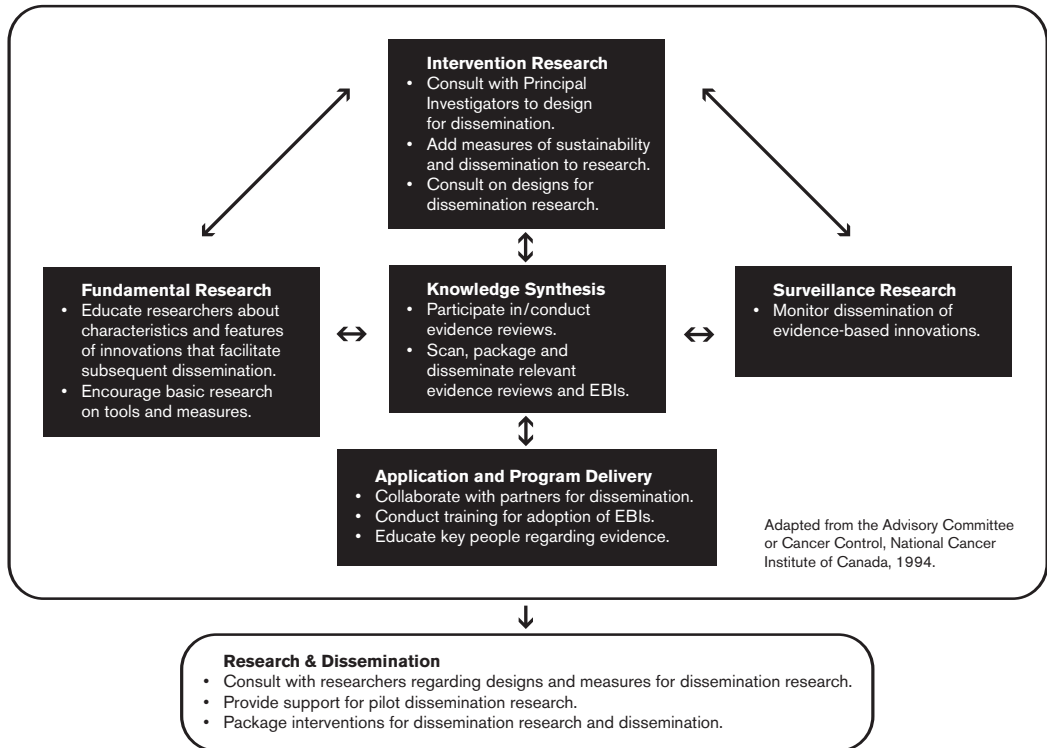 Intervention Research
• Consult with Principal
Investigators to design
for dissemination.
• Add measures of sustainability
and dissemination to research.
• Consult on designs for
dissemination research.
Fundamental Research
• Educate researchers about
characteristics and features
of innovations that facilitate
subsequent dissemination.
• Encourage basic research
on tools and measures.
Knowledge Synthesis
• Participate in/conduct
evidence reviews.
• Scan, package and
disseminate relevant
evidence reviews and EBIs.
Surveillance Research
• Monitor dissemination of
evidence-based innovations.
Application and Program Delivery
• Collaborate with partners for dissemination.
• Conduct training for adoption of EBIs.
• Educate key people regarding evidence.
Adapted from the Advisory Committee
or Cancer Control, National Cancer
Institute of Canada, 1994.
Research & Dissemination
• Consult with researchers regarding designs and measures for dissemination research.
• Provide support for pilot dissemination research.
• Package interventions for dissemination research and dissemination.